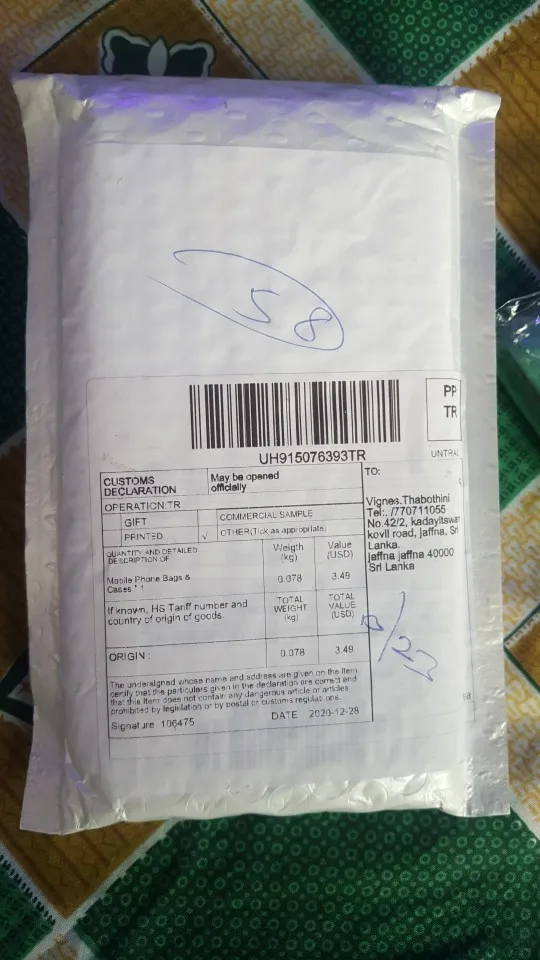 58
PP
TR
UH915076393TR
UNTRA
CUSTOMS DECLARATION
May be opened officially
TO:
OPERATION:TR
GIFT
COMMERCIAL SAMPLE
PRINTED
√
OTHER(Tick as appropriate)
QUANTITY AND DETAILED
DESCRIPTION OF
Weigth
(kg)
Value
(USD)
Mobile Phone Bags &
Cases * 1
0.078
3.49
If known, HS Tariff number and
country of origin of goods.
TOTAL
WEIGHT
(kg)
TOTAL
VALUE
(USD)
ORIGIN :
0.078
3.49
The undersigned whose name and address are given on the item
certify that the particulars given in the declaration are correct and
that this item does not contain any dangerous article or articles
prohibited by legislation or by postal or customs regulations.
Signature 106475
DATE 2020-12-28
Vignes.Thabothini
Tel:. /770711055
No.42/2, kadayitswar
kovil road, jaffna, Sri
Lanka.
jaffna jaffna 40000
Sri Lanka
/23